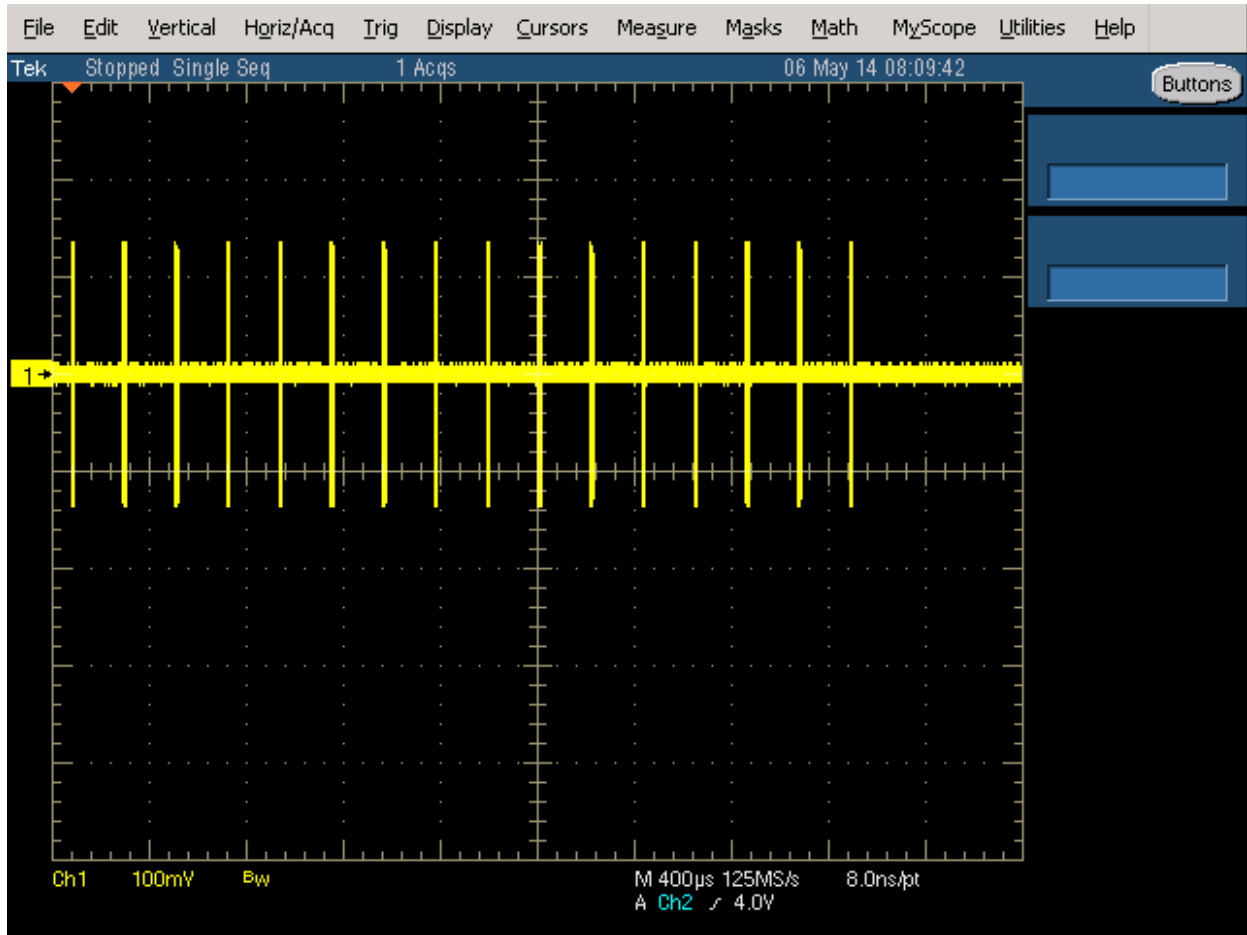 File Edit Vertical Horiz/Acq Trig Display Cursors Measure Masks Math MyScope Utilities Help
Tek Stopped Single Seq 1 Acqs 06 May 14 08:09:42 Buttons
1
Ch1 100mV BW M 400µs 125MS/s 8.0ns/pt
A Ch2 4.0V